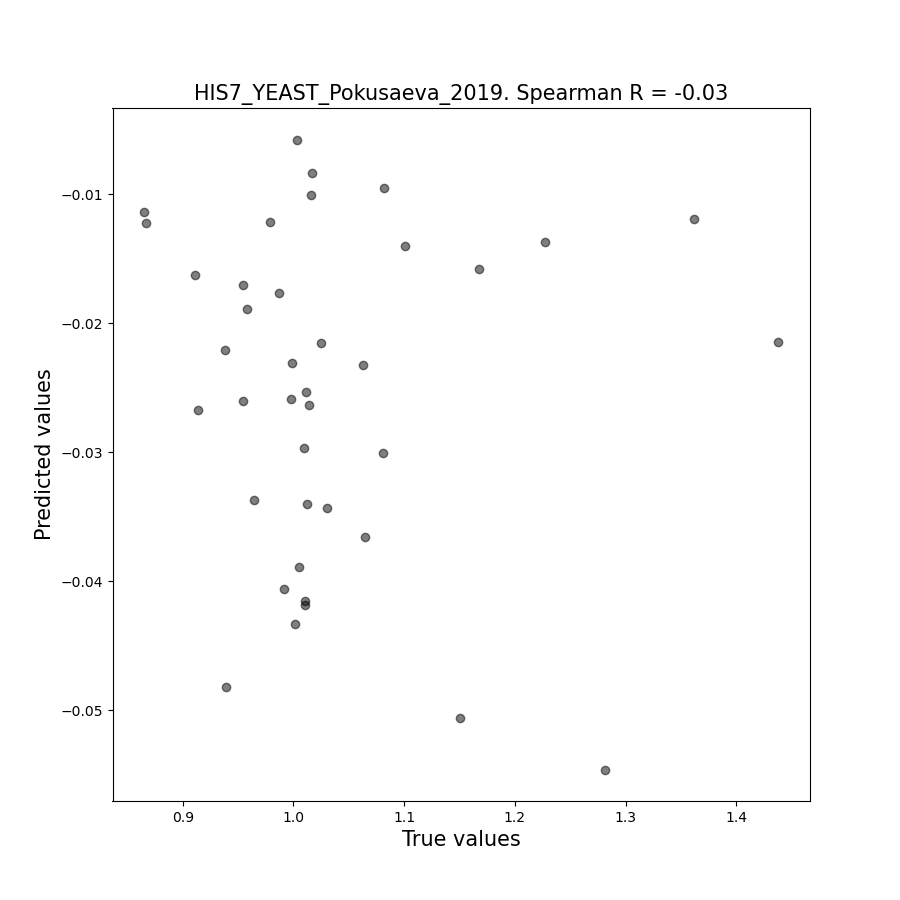 HIS7_YEAST_Pokusaeva_2019. Spearman R = -0.03
Predicted values
−0.01
−0.02
−0.03
−0.04
−0.05
0.9 1.0 1.1 1.2 1.3 1.4
True values